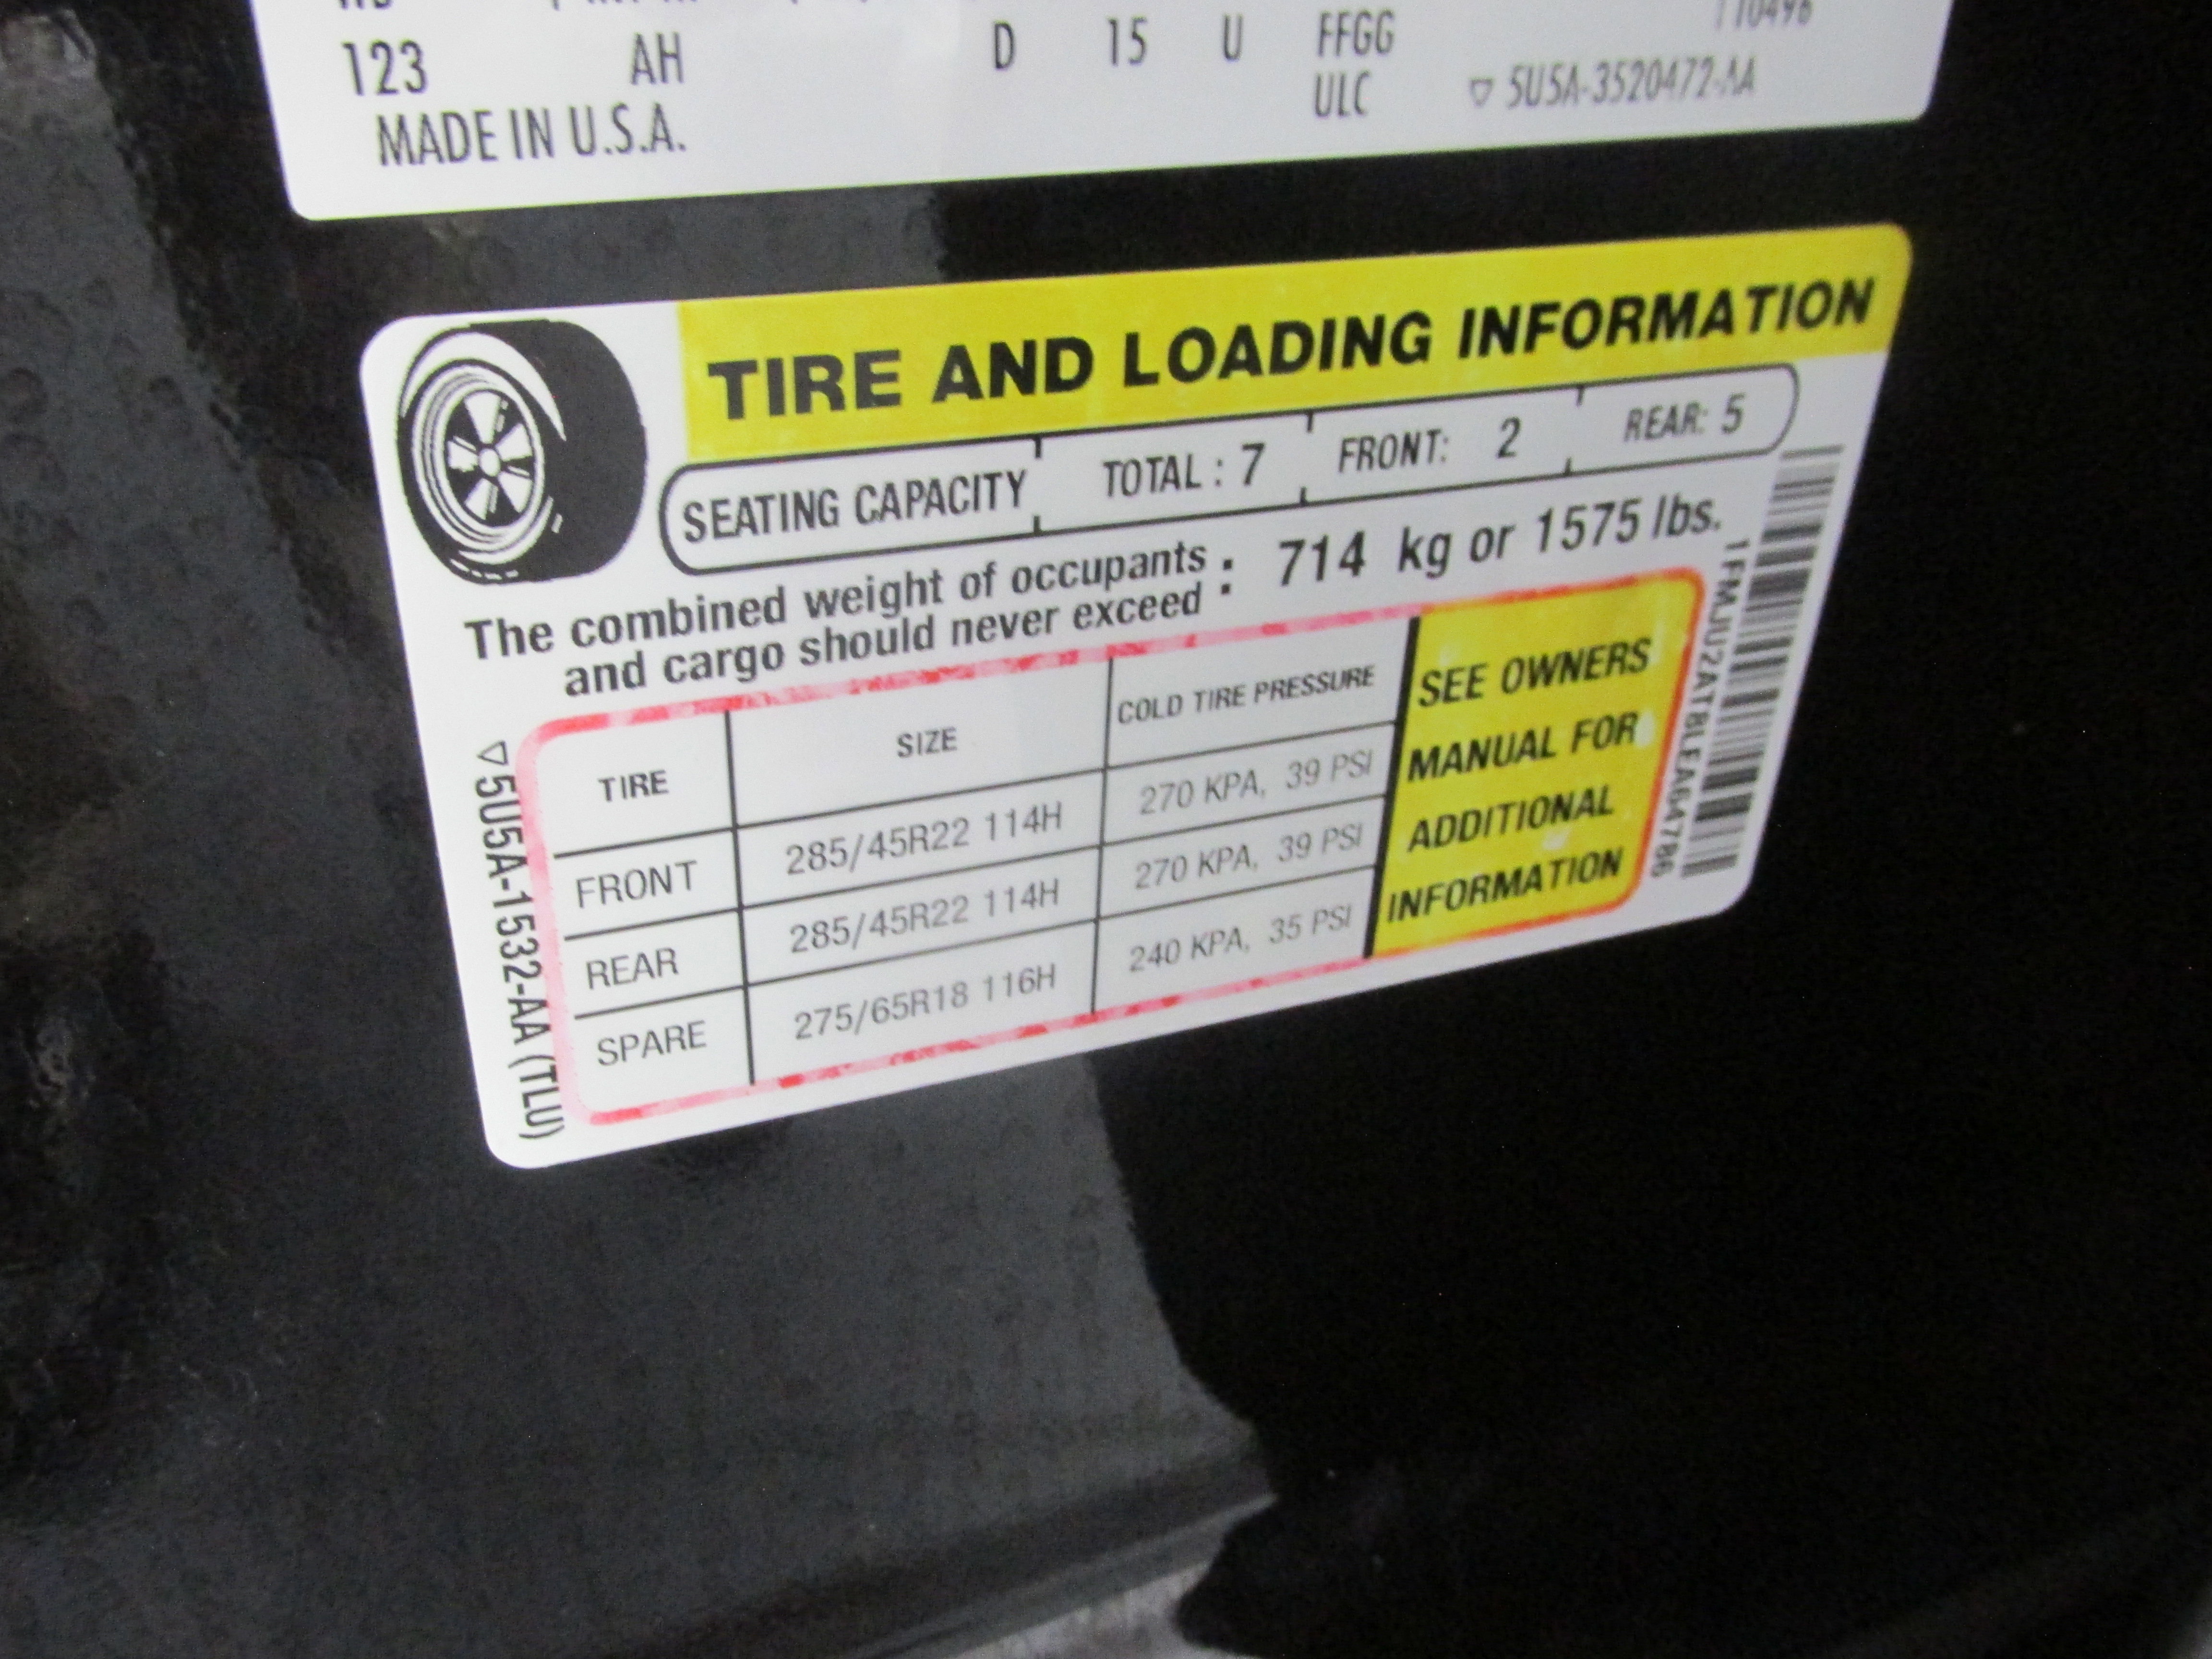 123 AH D 15 U FFGG
MADE IN U.S.A. ULC ▽ 5U5A-3520472-AA
TIRE AND LOADING INFORMATION
SEATING CAPACITY TOTAL : 7 FRONT: 2 REAR: 5
The combined weight of occupants
and cargo should never exceed : 714 kg or 1575 lbs.
TIRE SIZE COLD TIRE PRESSURE
FRONT 285/45R22 114H 270 KPA, 39 PSI
REAR 285/45R22 114H 270 KPA, 39 PSI
SPARE 275/65R18 116H 240 KPA, 35 PSI
SEE OWNERS
MANUAL FOR
ADDITIONAL
INFORMATION
▽5U5A-1532-AA (TLU)
1FMJU2AT8LEA64786